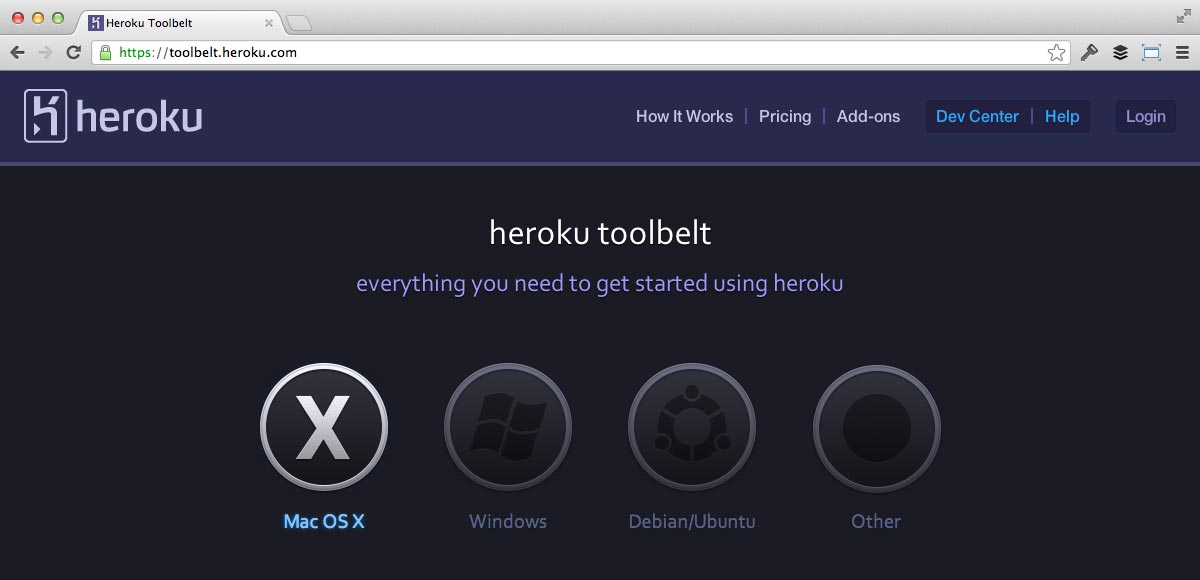 Heroku Toolbelt
https://toolbelt.heroku.com
heroku
How It Works | Pricing | Add-ons Dev Center | Help Login
heroku toolbelt
everything you need to get started using heroku
X
Mac OS X Windows Debian/Ubuntu Other